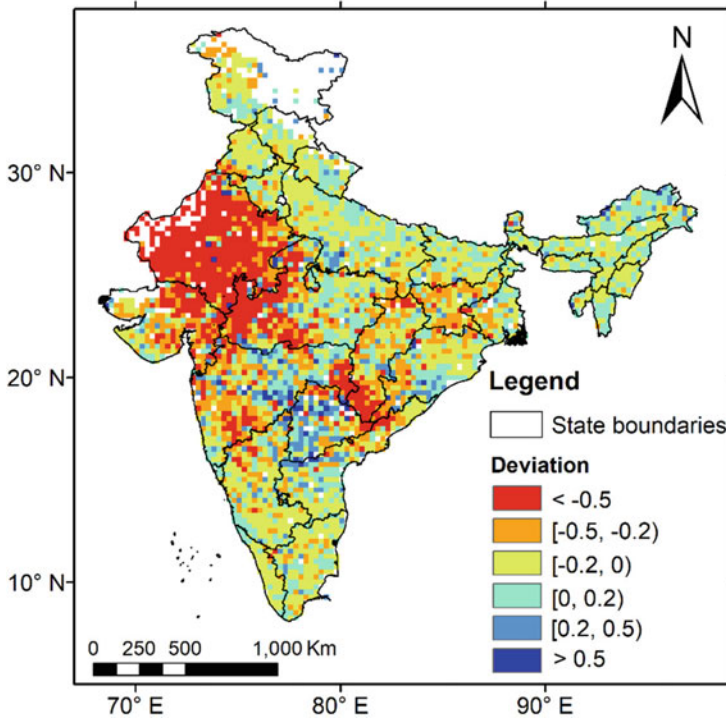 N
30° N
20° N
10° N
Legend
State boundaries
Deviation
< -0.5
[-0.5, -0.2)
[-0.2, 0)
[0, 0.2)
[0.2, 0.5)
> 0.5
0 250 500 1,000 Km
70° E 80° E 90° E